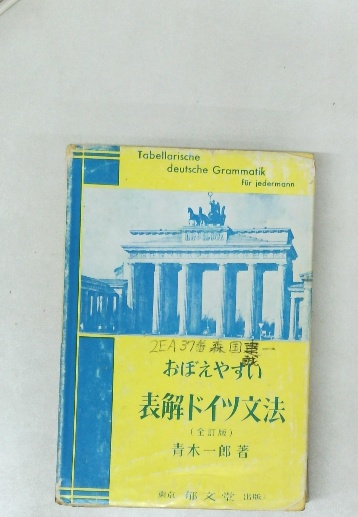 Tabellarische
deutsche Grammatik
für jedermann
2EA 37番 森 国 一
おぼえやすい
表解ドイツ文法
(全訂版)
青木一郎 著
東京 郁文堂 出版